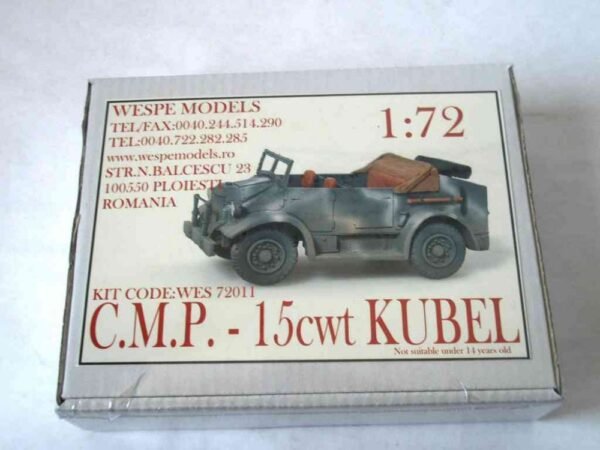 WESPE MODELS
TEL/FAX:0040.244.514.290
TEL:0040.722.282.285
www.wespemodels.ro
STR.N.BALCESCU 23
100550 PLOIESTI
ROMANIA
1:72
KIT CODE:WES 72011
C.M.P. - 15cwt KUBEL
Not suitable under 14 years old